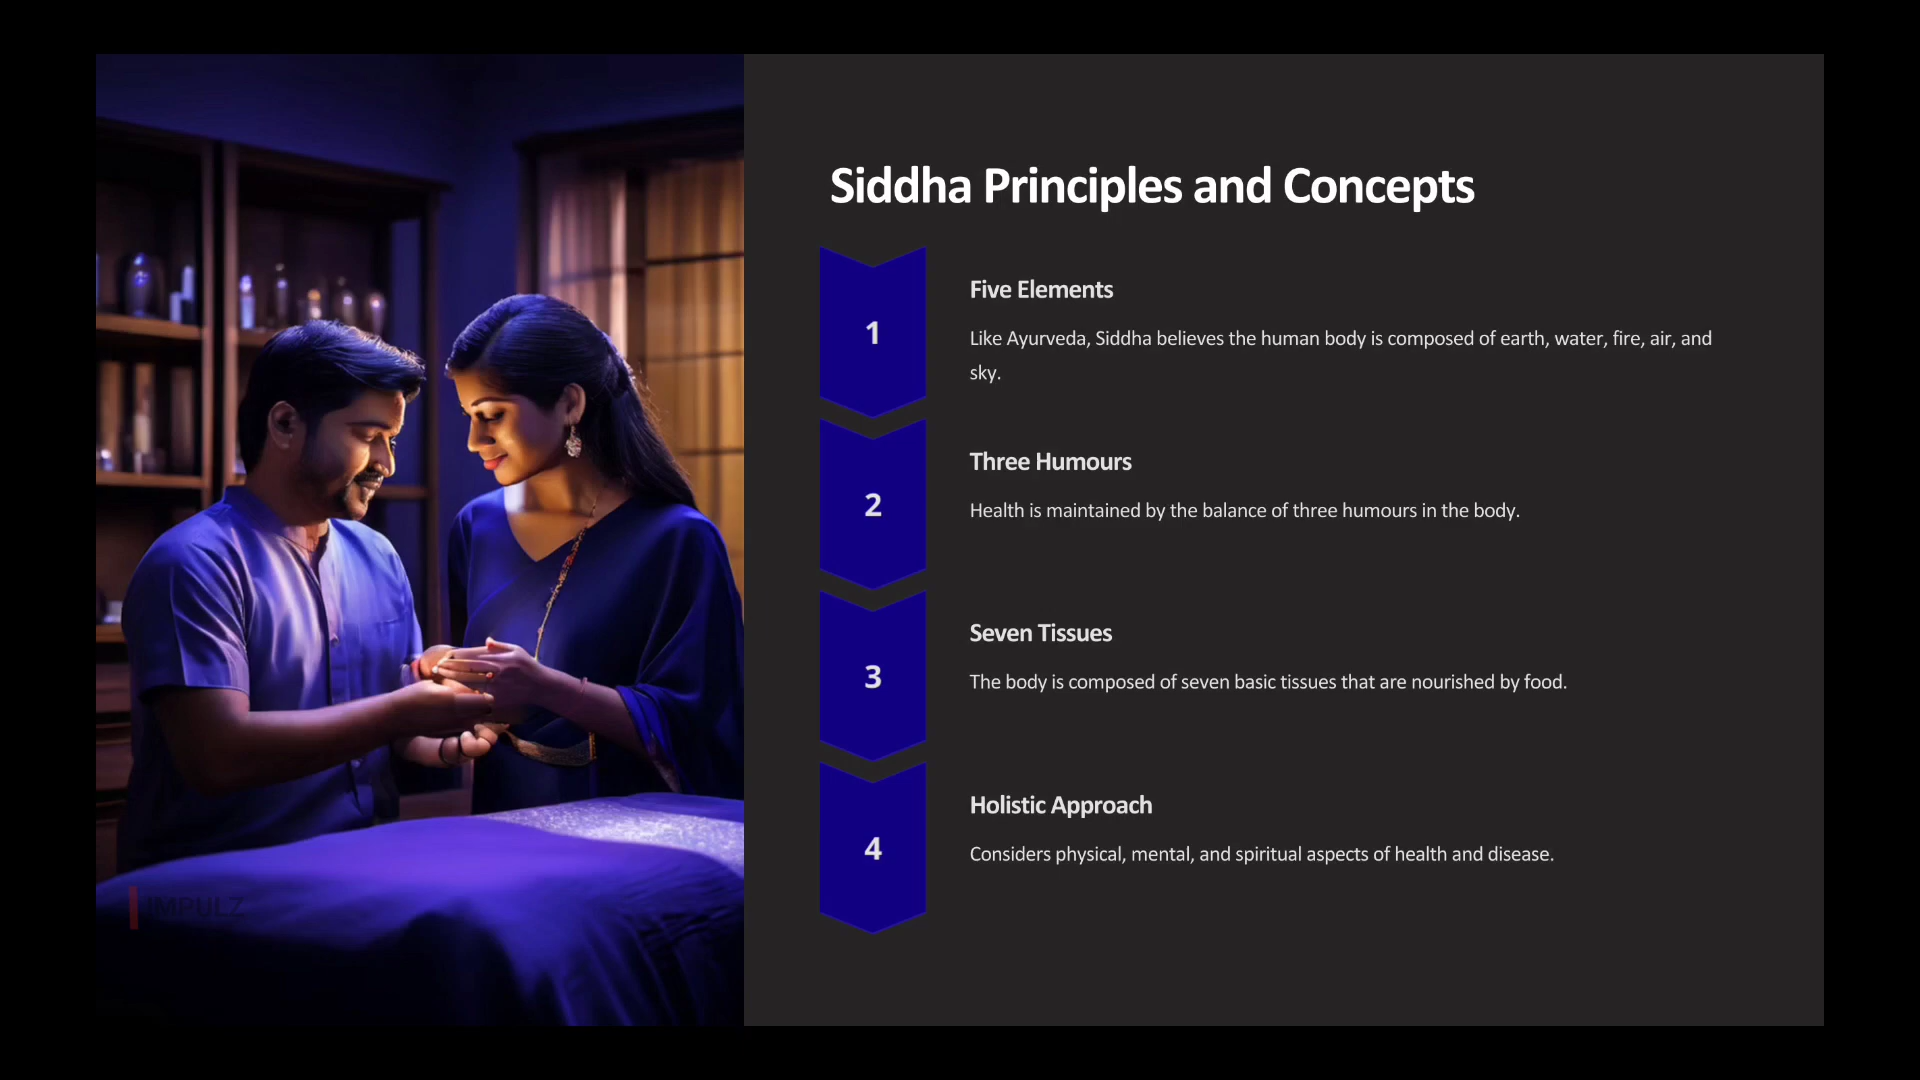 Siddha Principles and Concepts
1
Five Elements
Like Ayurveda, Siddha believes the human body is composed of earth, water, fire, air, and
sky.
2
Three Humours
Health is maintained by the balance of three humours in the body.
3
Seven Tissues
The body is composed of seven basic tissues that are nourished by food.
4
Holistic Approach
Considers physical, mental, and spiritual aspects of health and disease.
IMPULZ